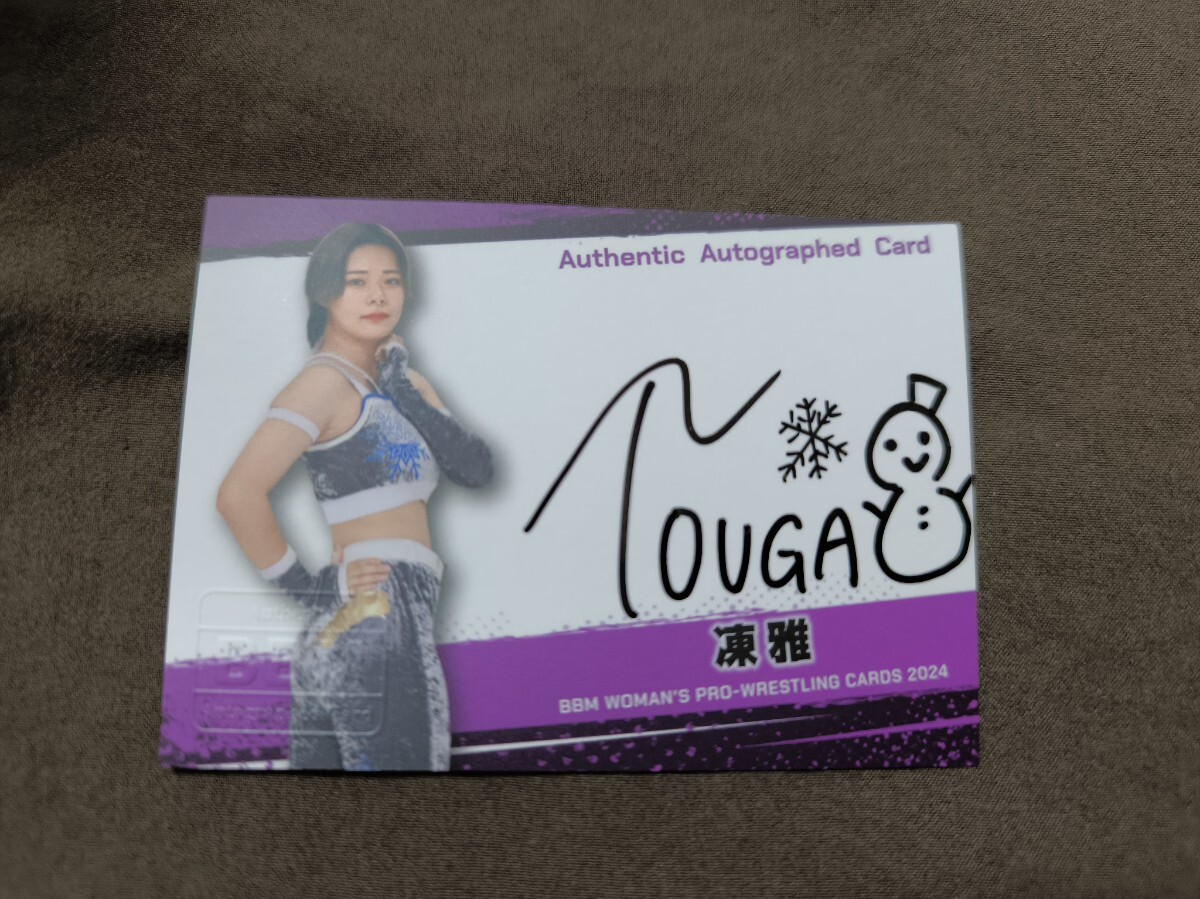 Authentic Autographed Card
TOUGA
凍雅
BBM WOMAN'S PRO-WRESTLING CARDS 2024